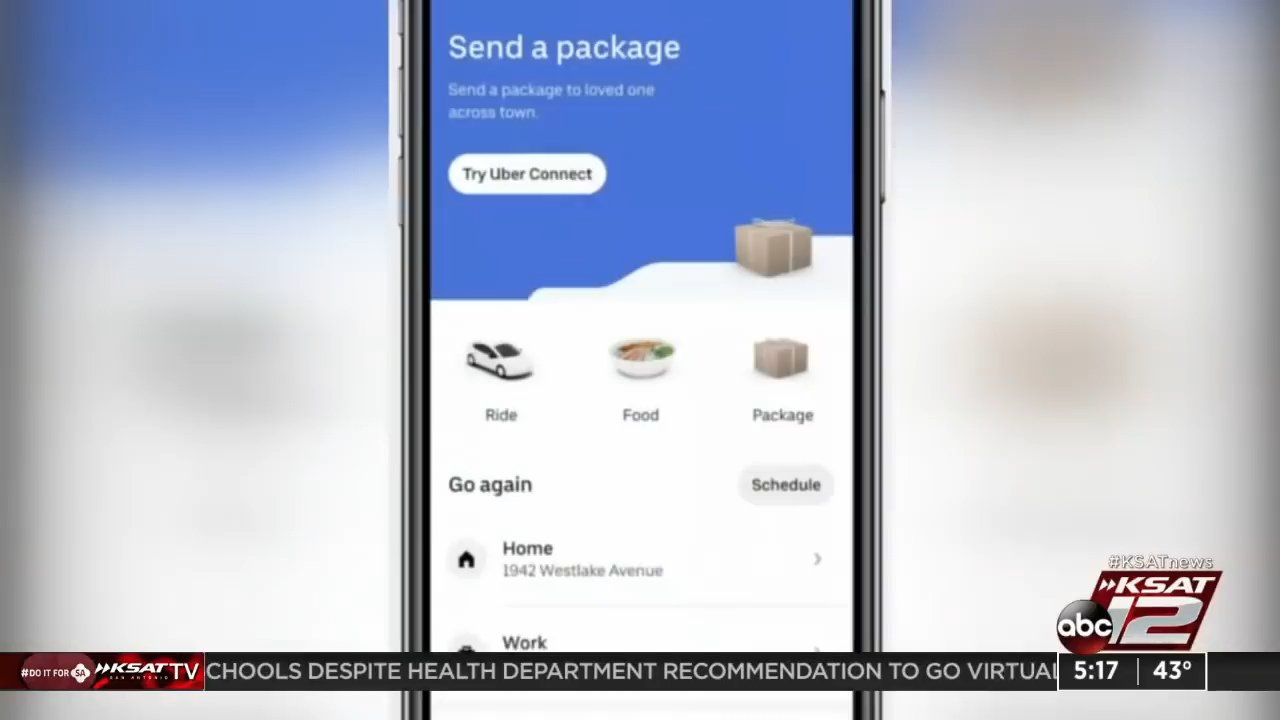 Send a package
Send a package to loved one
across town.
Try Uber Connect
Ride
Food
Package
Go again
Schedule
Home
1942 Westlake Avenue
Work
#KSATnews
KSAT
12
abc
#DO IT FOR SA
KSAT TV
SAN ANTONIO
CHOOLS DESPITE HEALTH DEPARTMENT RECOMMENDATION TO GO VIRTUAL
5:17
43°